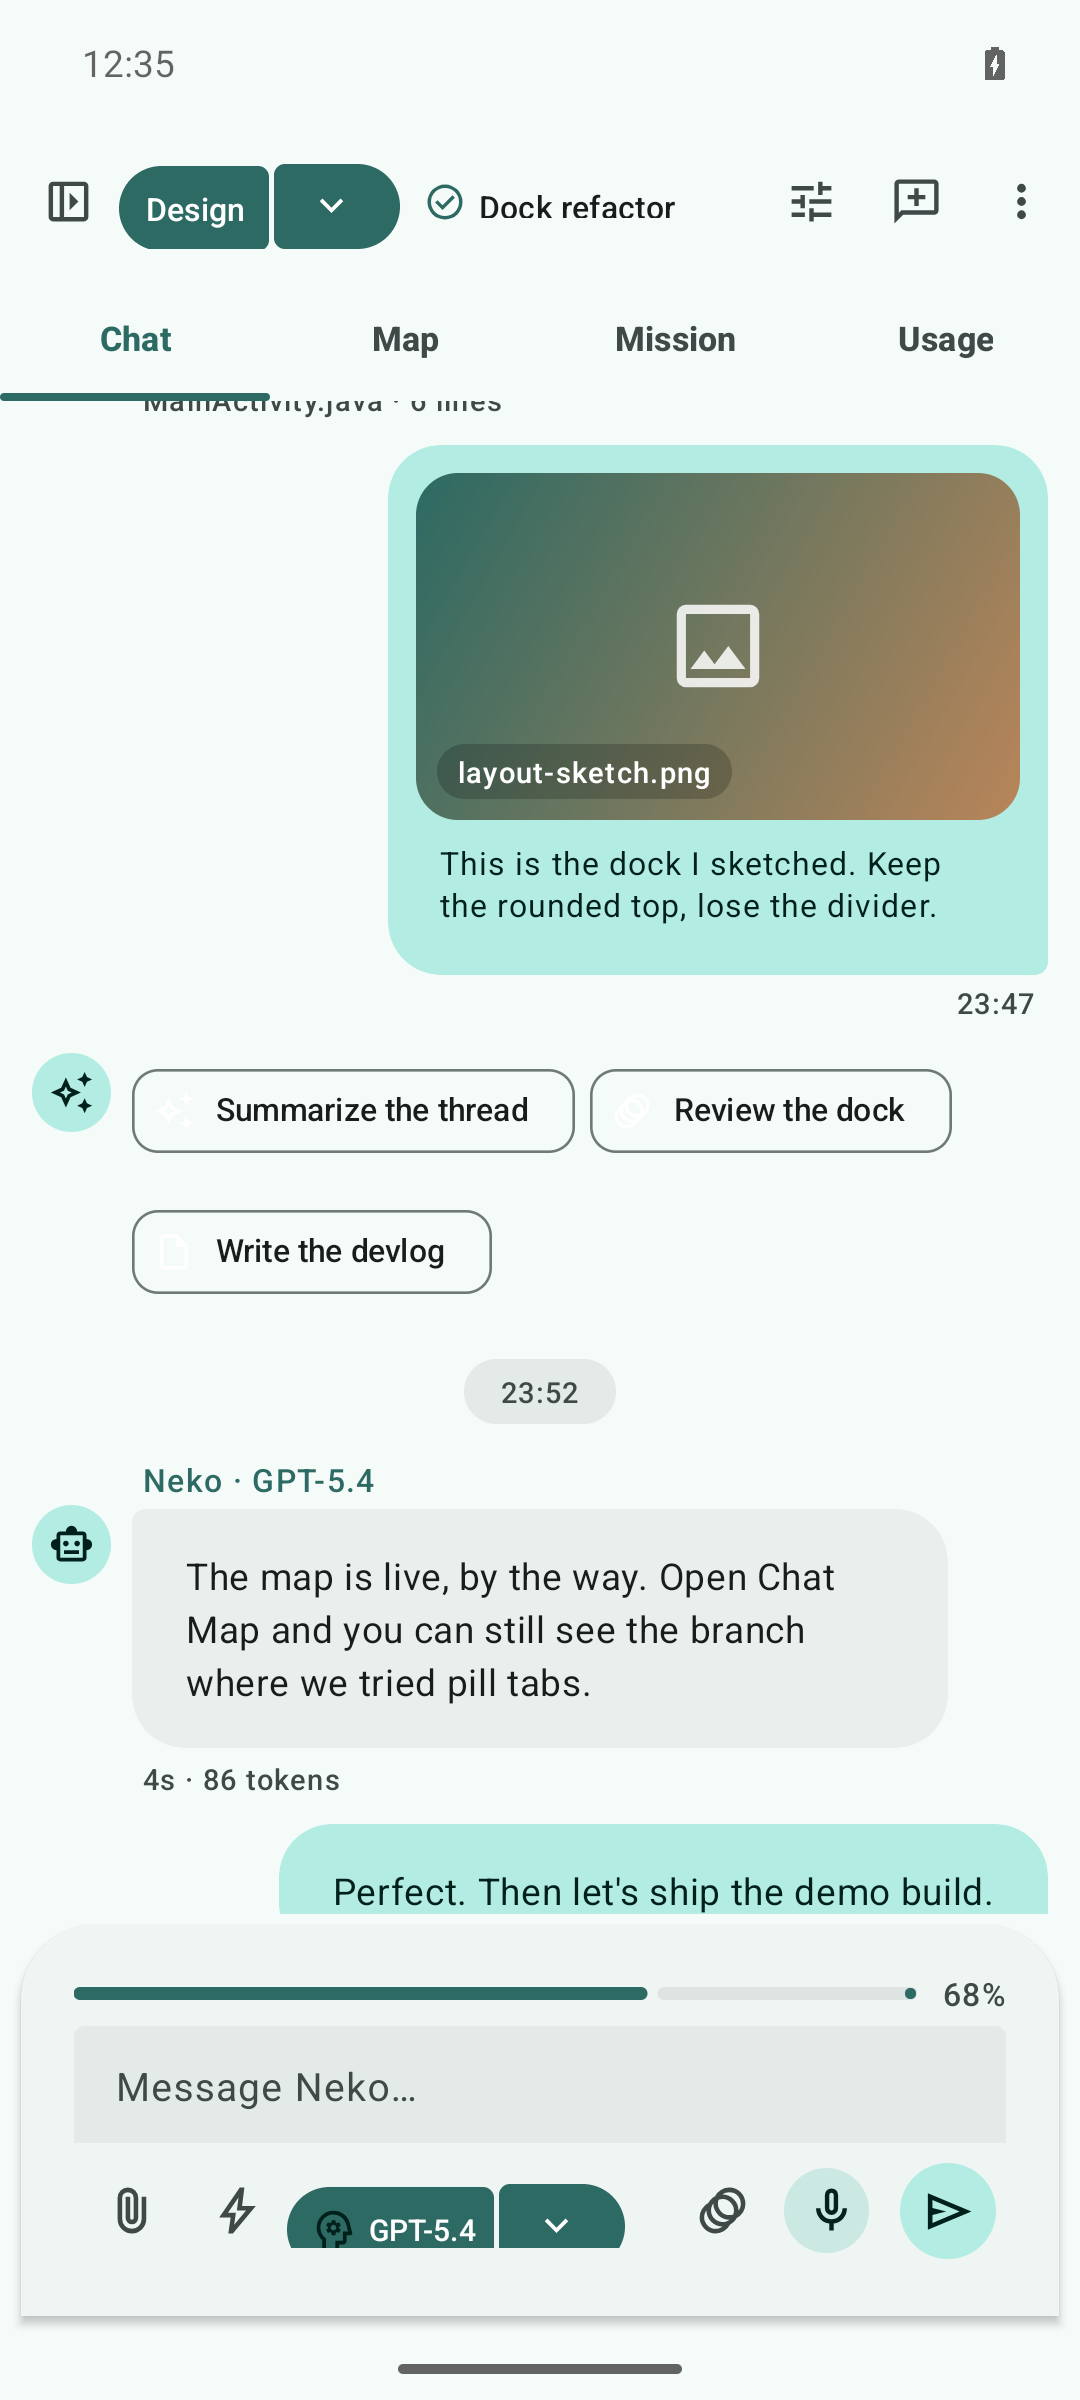 12:35
Design
Dock refactor
Chat
Map
Mission
Usage
MainActivity.java · 6 lines
layout-sketch.png
This is the dock I sketched. Keep
the rounded top, lose the divider.
23:47
Summarize the thread
Review the dock
Write the devlog
23:52
Neko · GPT-5.4
The map is live, by the way. Open Chat
Map and you can still see the branch
where we tried pill tabs.
4s · 86 tokens
Perfect. Then let's ship the demo build.
68%
Message Neko…
GPT-5.4